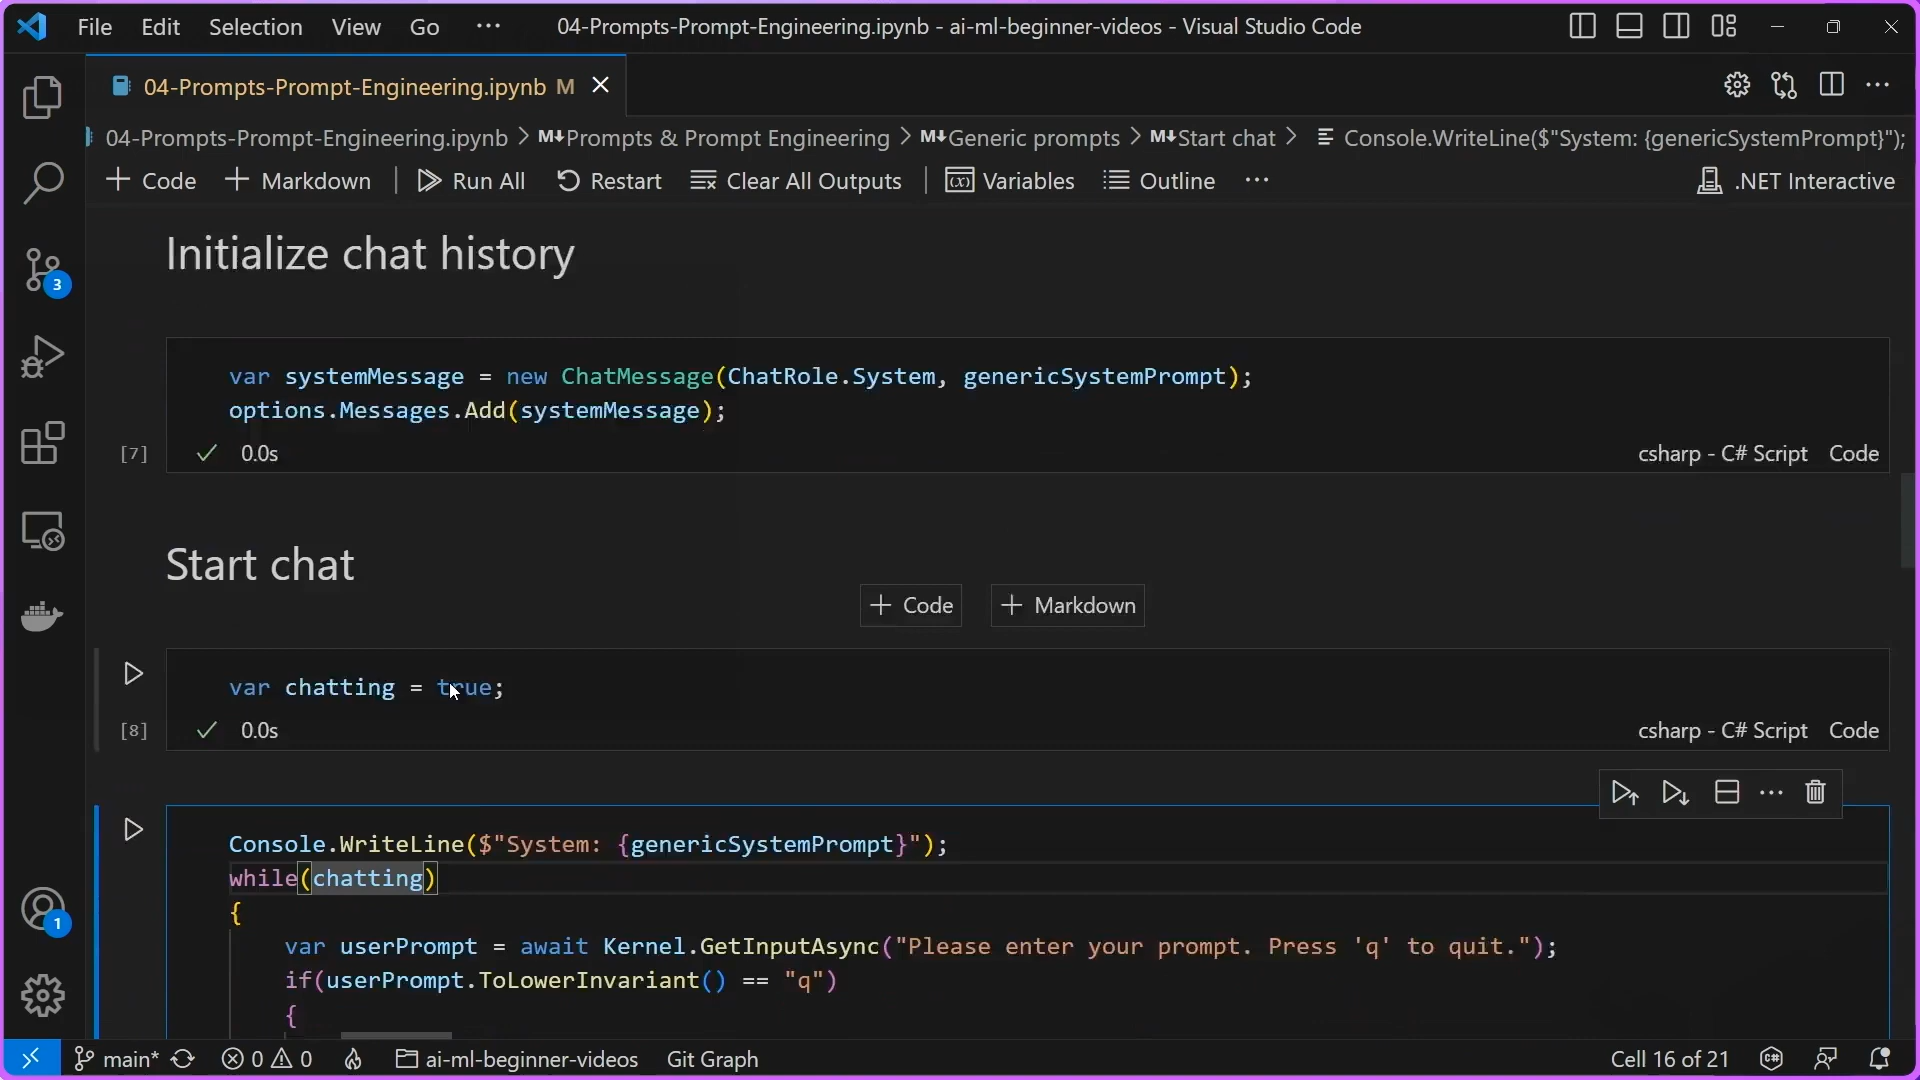 File Edit Selection View Go ··· 04-Prompts-Prompt-Engineering.ipynb - ai-ml-beginner-videos - Visual Studio Code
04-Prompts-Prompt-Engineering.ipynb M
04-Prompts-Prompt-Engineering.ipynb > M↓Prompts & Prompt Engineering > M↓Generic prompts > M↓Start chat > Console.WriteLine($"System: {genericSystemPrompt}");
+ Code + Markdown | Run All Restart Clear All Outputs | (x) Variables Outline ··· .NET Interactive
Initialize chat history
var systemMessage = new ChatMessage(ChatRole.System, genericSystemPrompt);
options.Messages.Add(systemMessage);
[7] ✓ 0.0s csharp - C# Script Code
3
Start chat
+ Code + Markdown
var chatting = true;
[8] ✓ 0.0s csharp - C# Script Code
Console.WriteLine($"System: {genericSystemPrompt}");
while(chatting)
{
var userPrompt = await Kernel.GetInputAsync("Please enter your prompt. Press 'q' to quit.");
if(userPrompt.ToLowerInvariant() == "q")
{
1
main* 0 0 ai-ml-beginner-videos Git Graph Cell 16 of 21